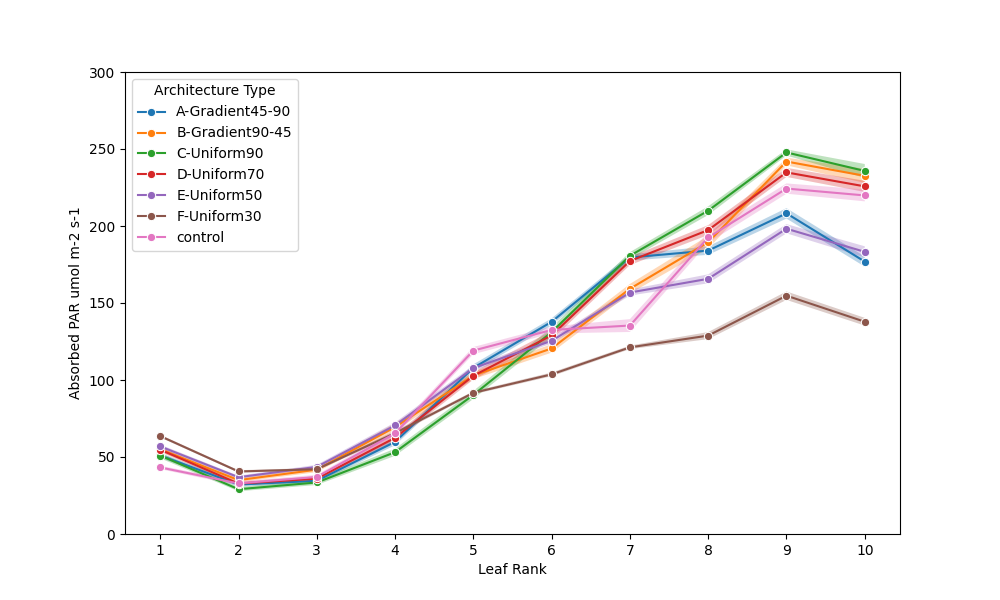 300
250
200
150
100
50
0
Absorbed PAR umol m-2 s-1
Architecture Type
A-Gradient45-90
B-Gradient90-45
C-Uniform90
D-Uniform70
E-Uniform50
F-Uniform30
control
1 2 3 4 5 6 7 8 9 10
Leaf Rank